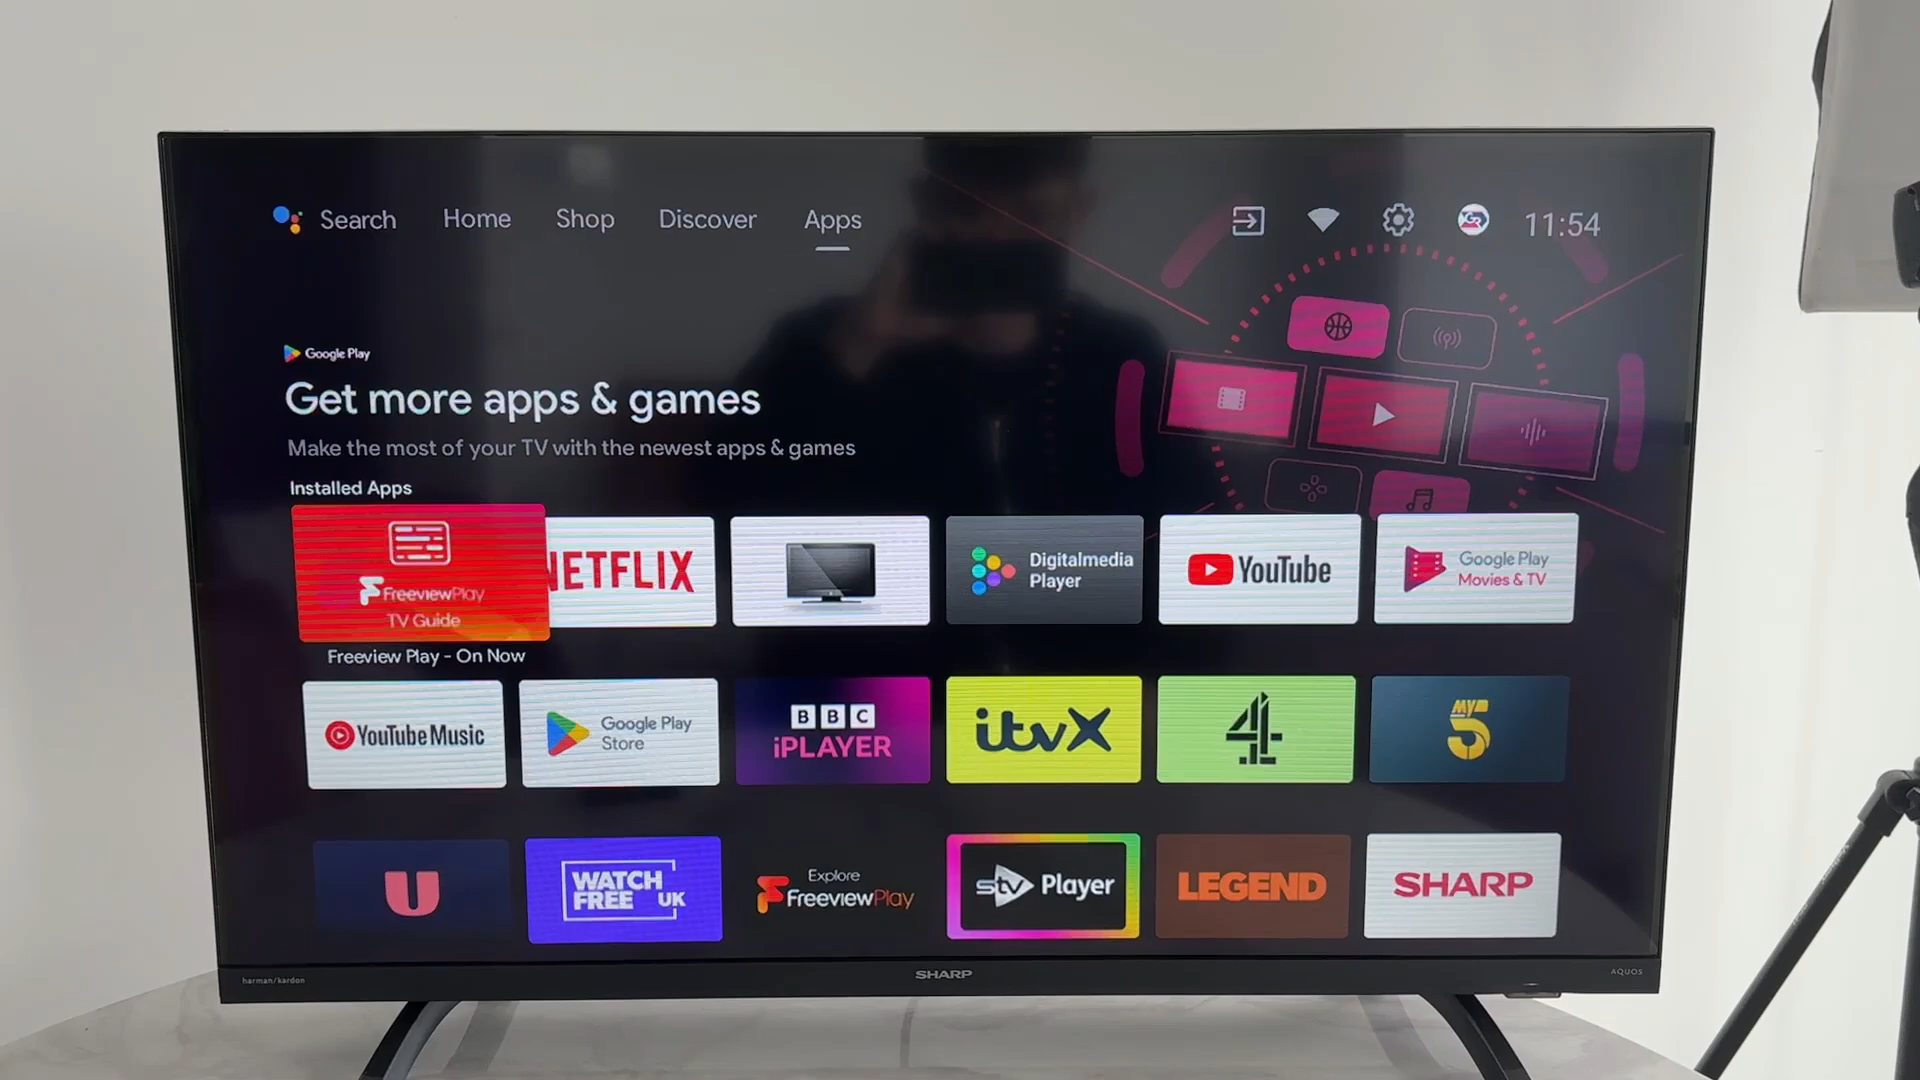 Search Home Shop Discover Apps 11:54
Google Play
Get more apps & games
Make the most of your TV with the newest apps & games
Installed Apps
FreeviewPlay
TV Guide
NETFLIX
Digitalmedia
Player
YouTube
Google Play
Movies & TV
Freeview Play - On Now
YouTube Music
Google Play
Store
BBC
iPLAYER
itvX
4
MY
5
U
WATCH
FREE UK
Explore
FreeviewPlay
stv Player
LEGEND
SHARP
harman/kardon
SHARP
AQUOS